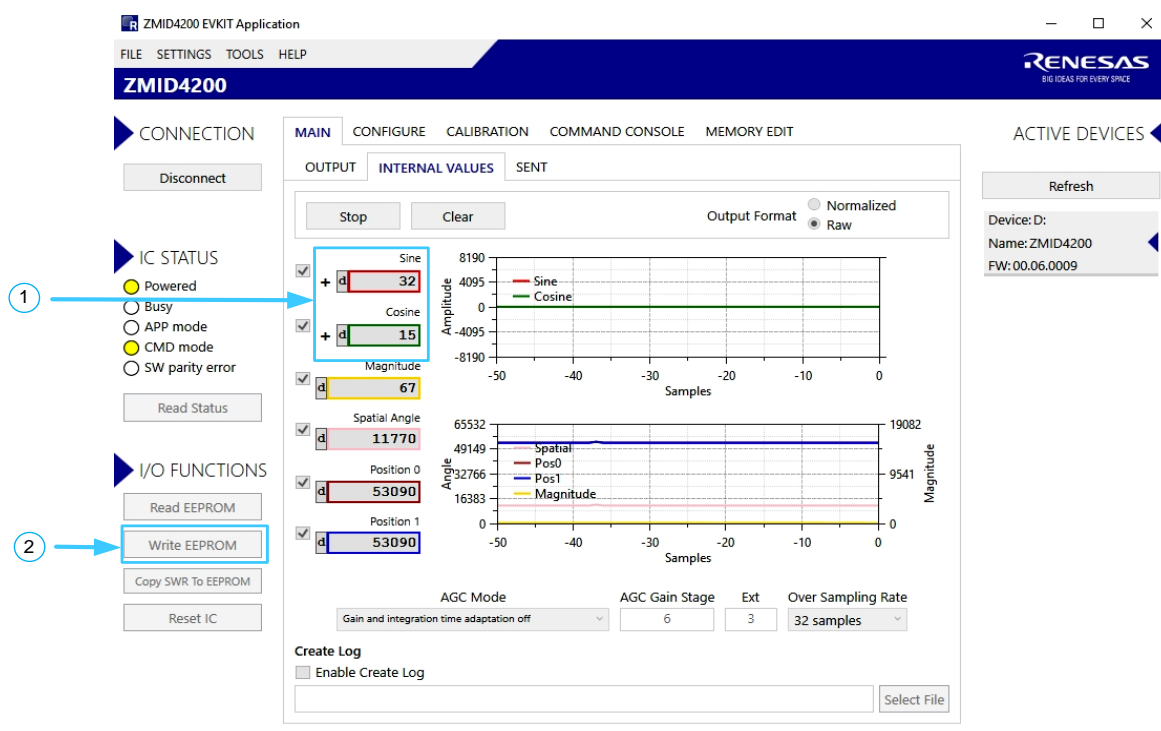 ZMID4200 EVKIT Application
FILE SETTINGS TOOLS HELP
RENESAS
BIG IDEAS FOR EVERY SPACE
ZMID4200
CONNECTION
Disconnect
IC STATUS
Powered
Busy
APP mode
CMD mode
SW parity error
Read Status
I/O FUNCTIONS
Read EEPROM
Write EEPROM
Copy SWR To EEPROM
Reset IC
1
2
MAIN CONFIGURE CALIBRATION COMMAND CONSOLE MEMORY EDIT
OUTPUT INTERNAL VALUES SENT
Stop Clear Output Format Normalized
Raw
Sine
+ d 32
Cosine
+ d 15
Magnitude
d 67
Spatial Angle
d 11770
Position 0
d 53090
Position 1
d 53090
Amplitude
8190
4095
0
-4095
-8190
Sine
Cosine
-50 -40 -30 -20 -10 0
Samples
Angle
65532
49149
32766
16383
0
Spatial
Pos0
Pos1
Magnitude
19082
9541
0
Magnitude
-50 -40 -30 -20 -10 0
Samples
AGC Mode AGC Gain Stage Ext Over Sampling Rate
Gain and integration time adaptation off 6 3 32 samples
Create Log
Enable Create Log
Select File
ACTIVE DEVICES
Refresh
Device: D:
Name: ZMID4200
FW: 00.06.0009